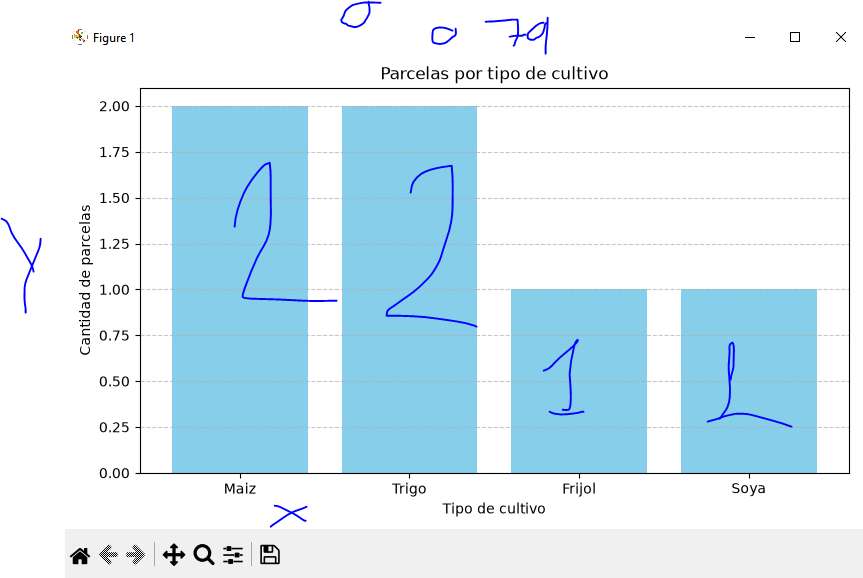 Figure 1
Parcelas por tipo de cultivo
2.00
1.75
1.50
1.25
1.00
0.75
0.50
0.25
0.00
Cantidad de parcelas
y
2 2 1 1
Maiz Trigo Frijol Soya
Tipo de cultivo
x